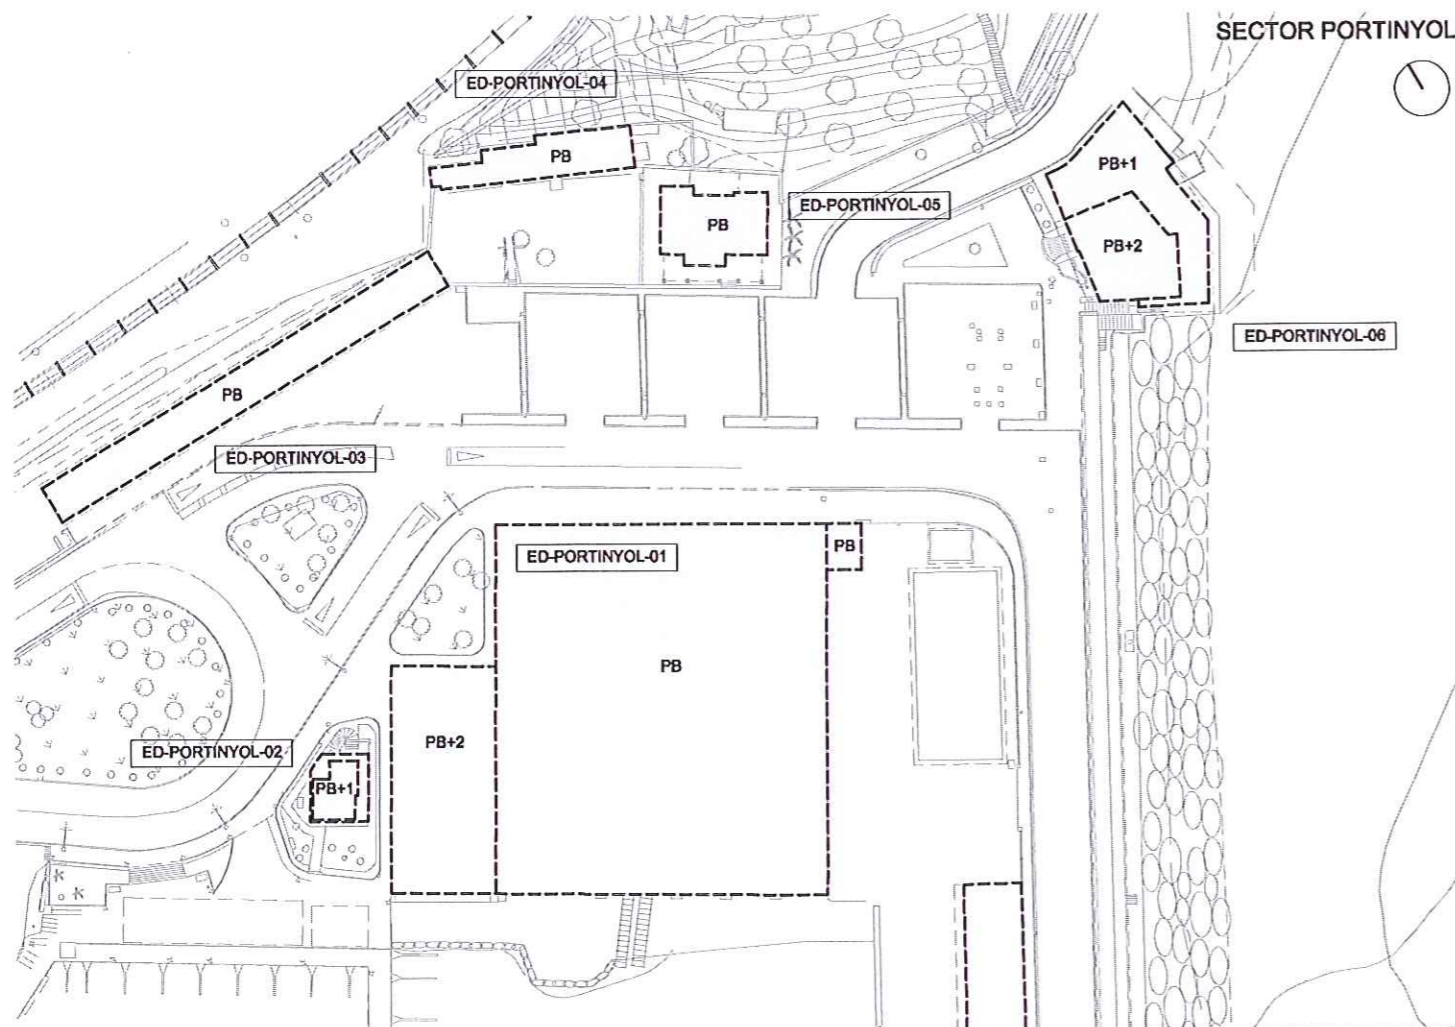 SECTOR PORTINYOL
ED-PORTINYOL-04
PB
PB+1
ED-PORTINYOL-05
PB
PB+2
ED-PORTINYOL-06
PB
ED-PORTINYOL-03
ED-PORTINYOL-01
PB
PB
PB+2
ED-PORTINYOL-02
PB+1